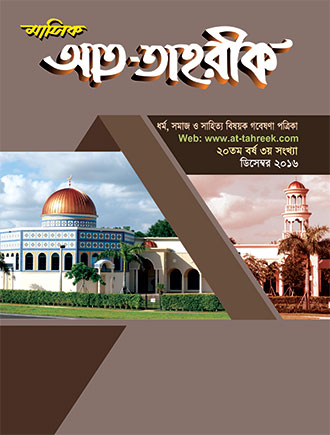 মাসিক
আত-তাহরীক
ধর্ম, সমাজ ও সাহিত্য বিষয়ক গবেষণা পত্রিকা
Web: www.at-tahreek.com
২০তম বর্ষ ৩য় সংখ্যা
ডিসেম্বর ২০১৬